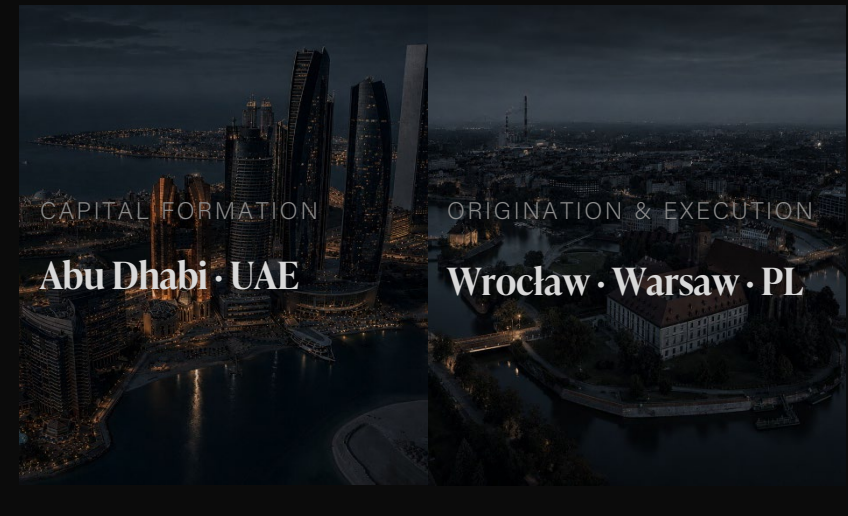 CAPITAL FORMATION
Abu Dhabi · UAE
ORIGINATION & EXECUTION
Wrocław · Warsaw · PL